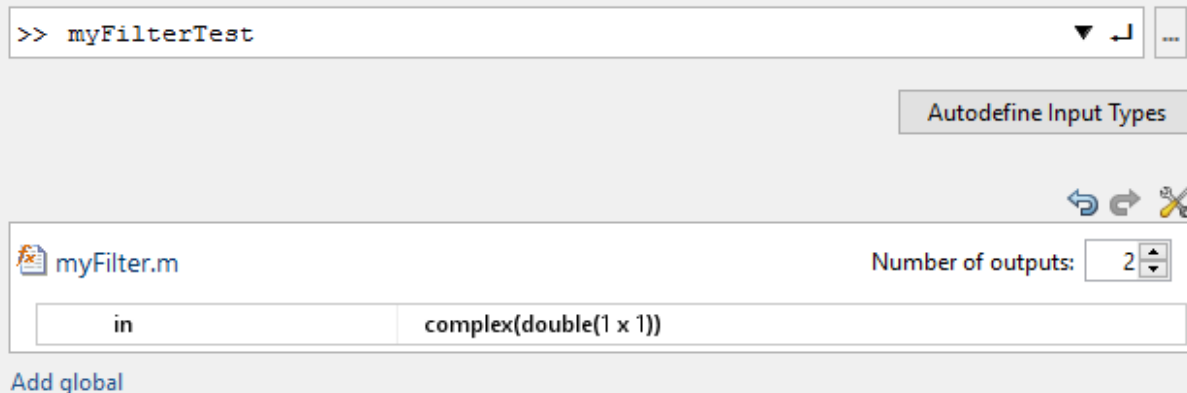 >> myFilterTest
...
Autodefine Input Types
myFilter.m Number of outputs: 2
in complex(double(1 x 1))
Add global